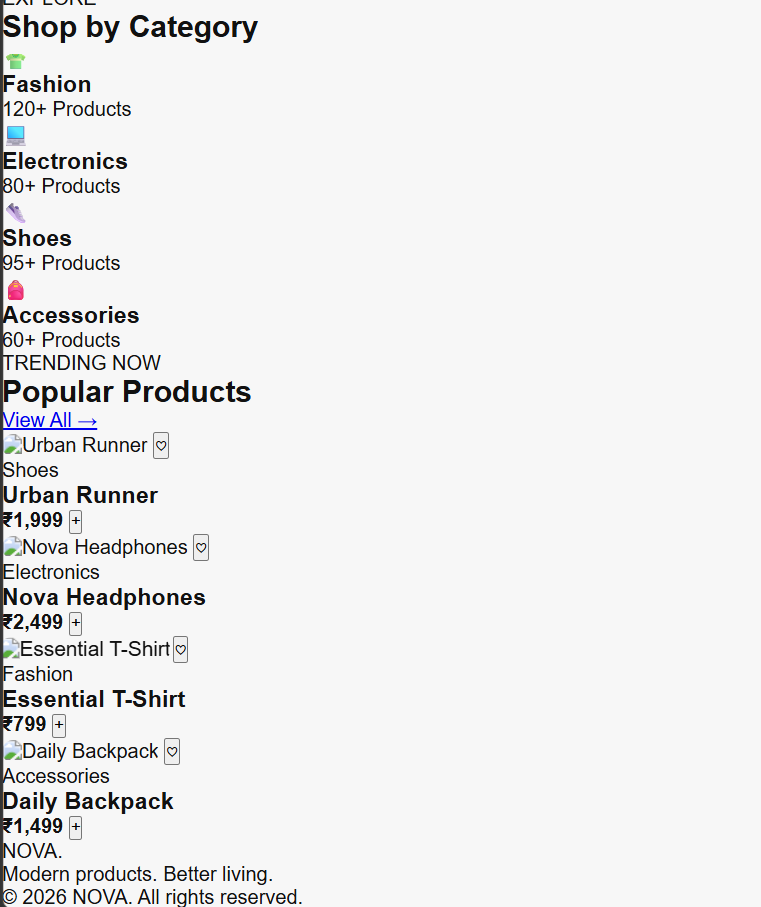 EXPLORE
Shop by Category
Fashion
120+ Products
Electronics
80+ Products
Shoes
95+ Products
Accessories
60+ Products
TRENDING NOW
Popular Products
View All →
Urban Runner ♡
Shoes
Urban Runner
₹1,999 +
Nova Headphones ♡
Electronics
Nova Headphones
₹2,499 +
Essential T-Shirt ♡
Fashion
Essential T-Shirt
₹799 +
Daily Backpack ♡
Accessories
Daily Backpack
₹1,499 +
NOVA.
Modern products. Better living.
© 2026 NOVA. All rights reserved.